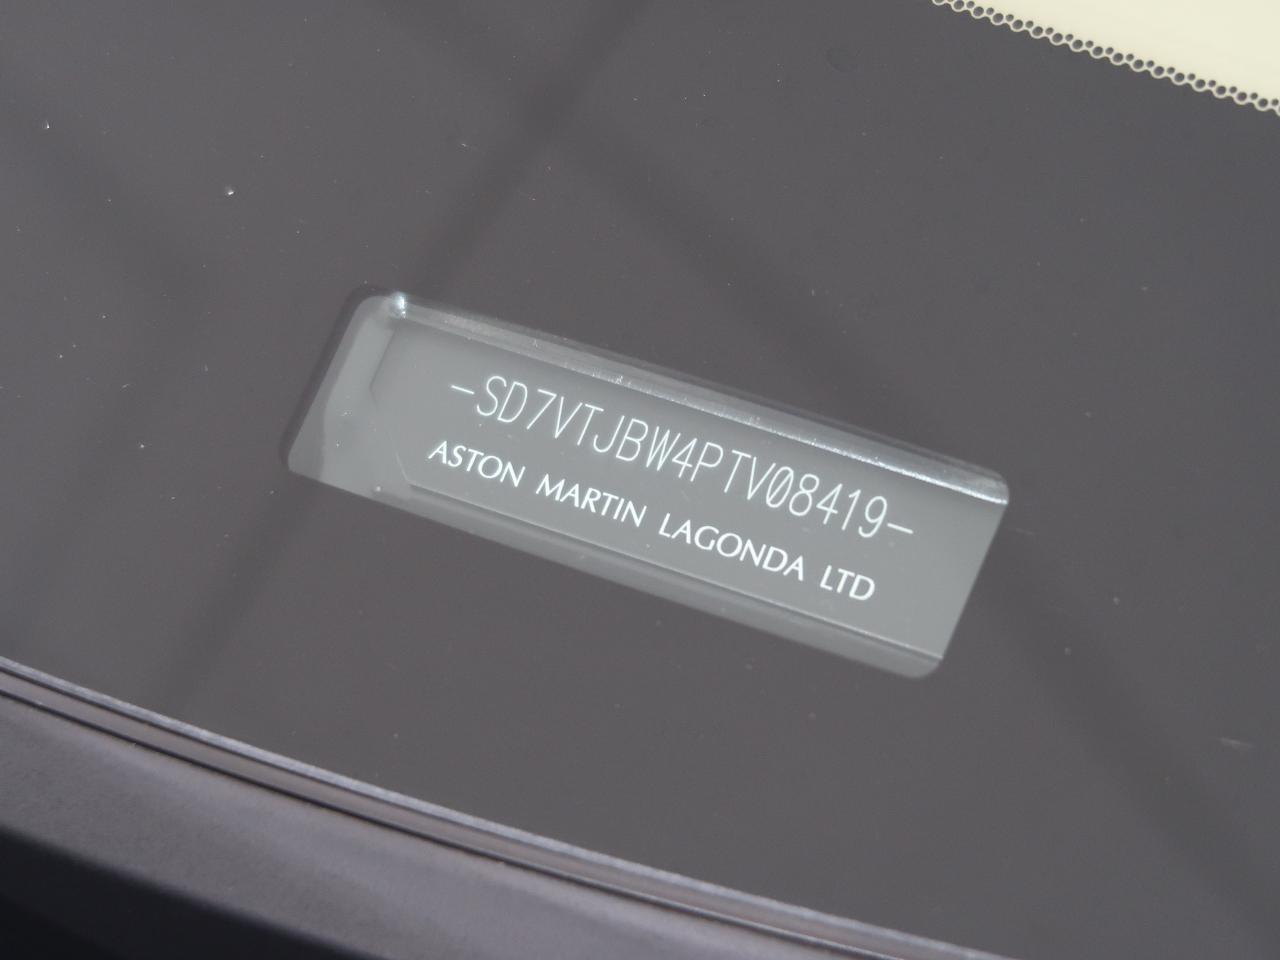 -SD7VTJBW4PTV08419-
ASTON MARTIN LAGONDA LTD